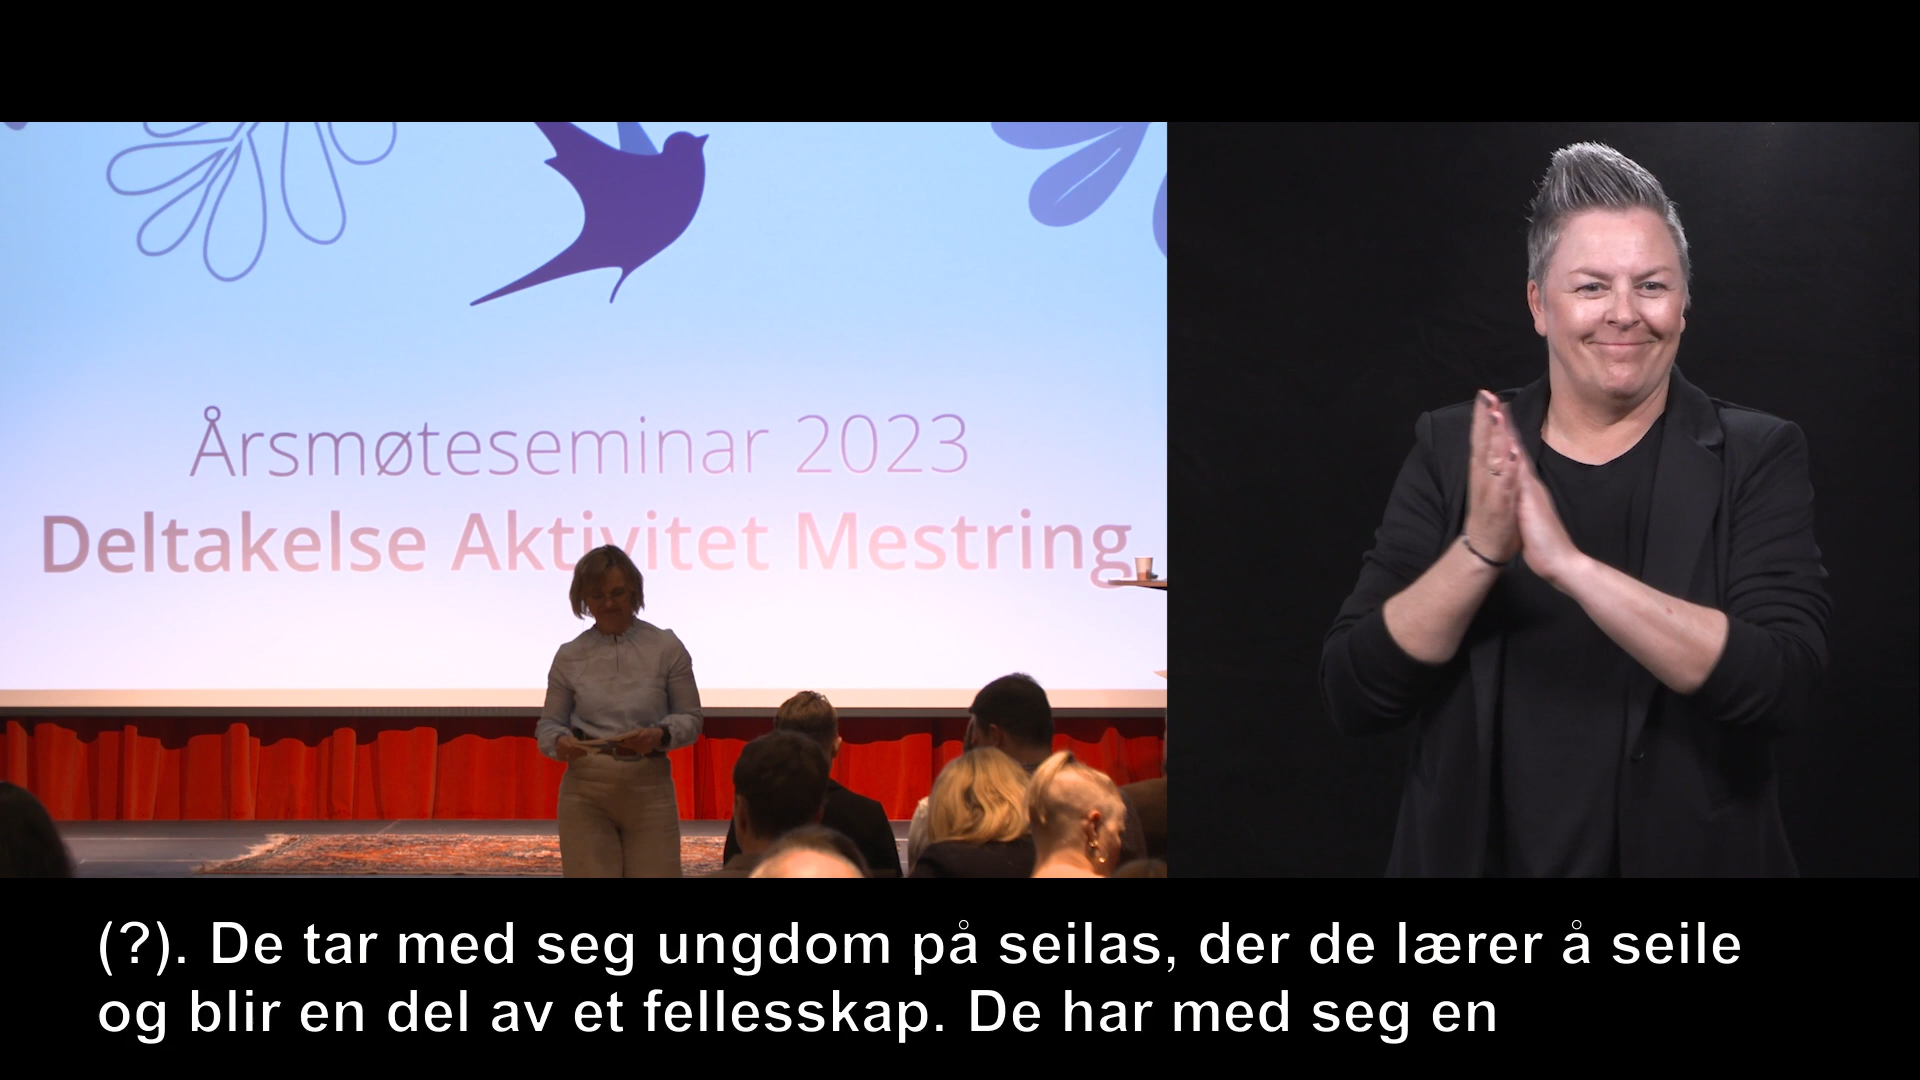 Årsmøteseminar 2023
Deltakelse Aktivitet Mestring
(?). De tar med seg ungdom på seilas, der de lærer å seile
og blir en del av et fellesskap. De har med seg en